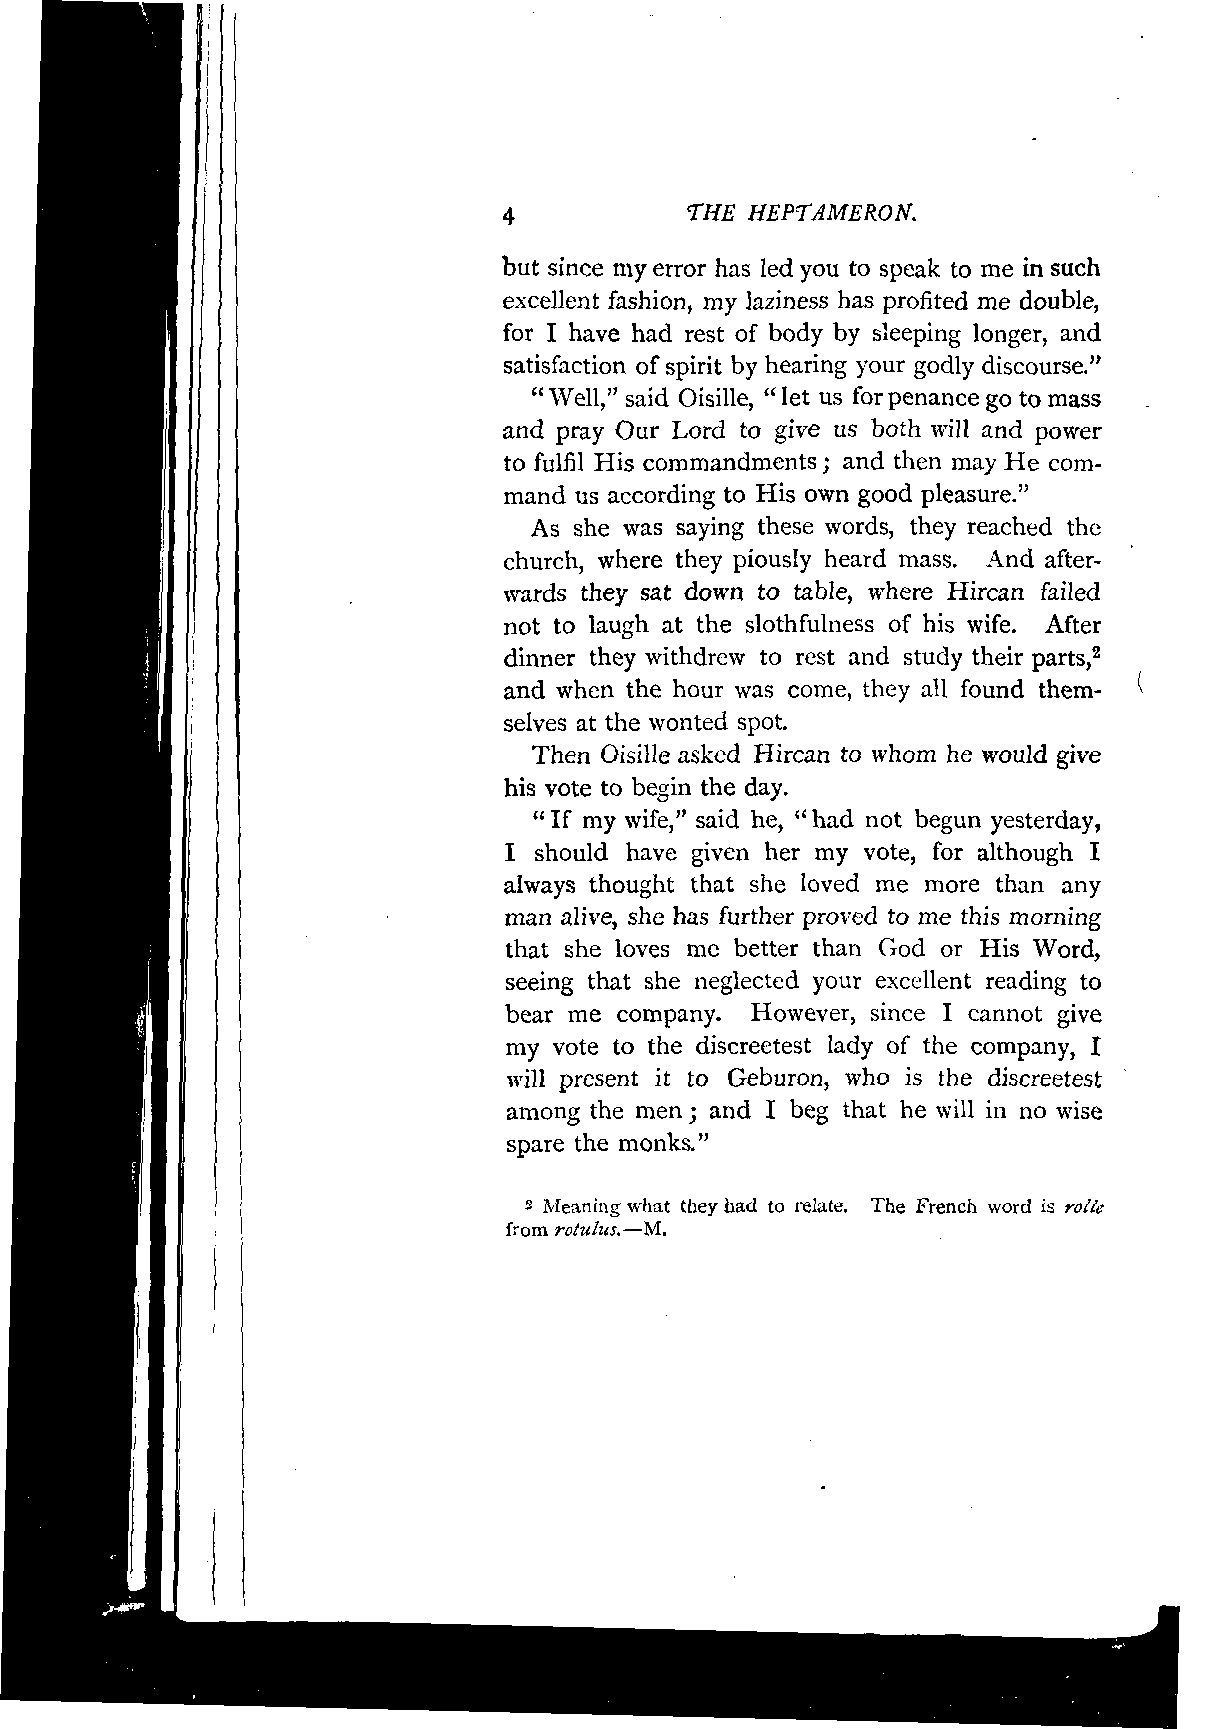 4 THE HEPTAMERON.
but since my error has led you to speak to me in such
excellent fashion, my laziness has profited me double,
for I have had rest of body by sleeping longer, and
satisfaction of spirit by hearing your godly discourse."
"Well," said Oisille, "let us for penance go to mass
and pray Our Lord to give us both will and power
to fulfil His commandments; and then may He com-
mand us according to His own good pleasure."
As she was saying these words, they reached the
church, where they piously heard mass. And after-
wards they sat down to table, where Hircan failed
not to laugh at the slothfulness of his wife. After
dinner they withdrew to rest and study their parts,²
and when the hour was come, they all found them-
selves at the wonted spot.
Then Oisille asked Hircan to whom he would give
his vote to begin the day.
"If my wife," said he, "had not begun yesterday,
I should have given her my vote, for although I
always thought that she loved me more than any
man alive, she has further proved to me this morning
that she loves me better than God or His Word,
seeing that she neglected your excellent reading to
bear me company. However, since I cannot give
my vote to the discreetest lady of the company, I
will present it to Geburon, who is the discreetest
among the men; and I beg that he will in no wise
spare the monks."
² Meaning what they had to relate. The French word is rolle
from rotulus.—M.